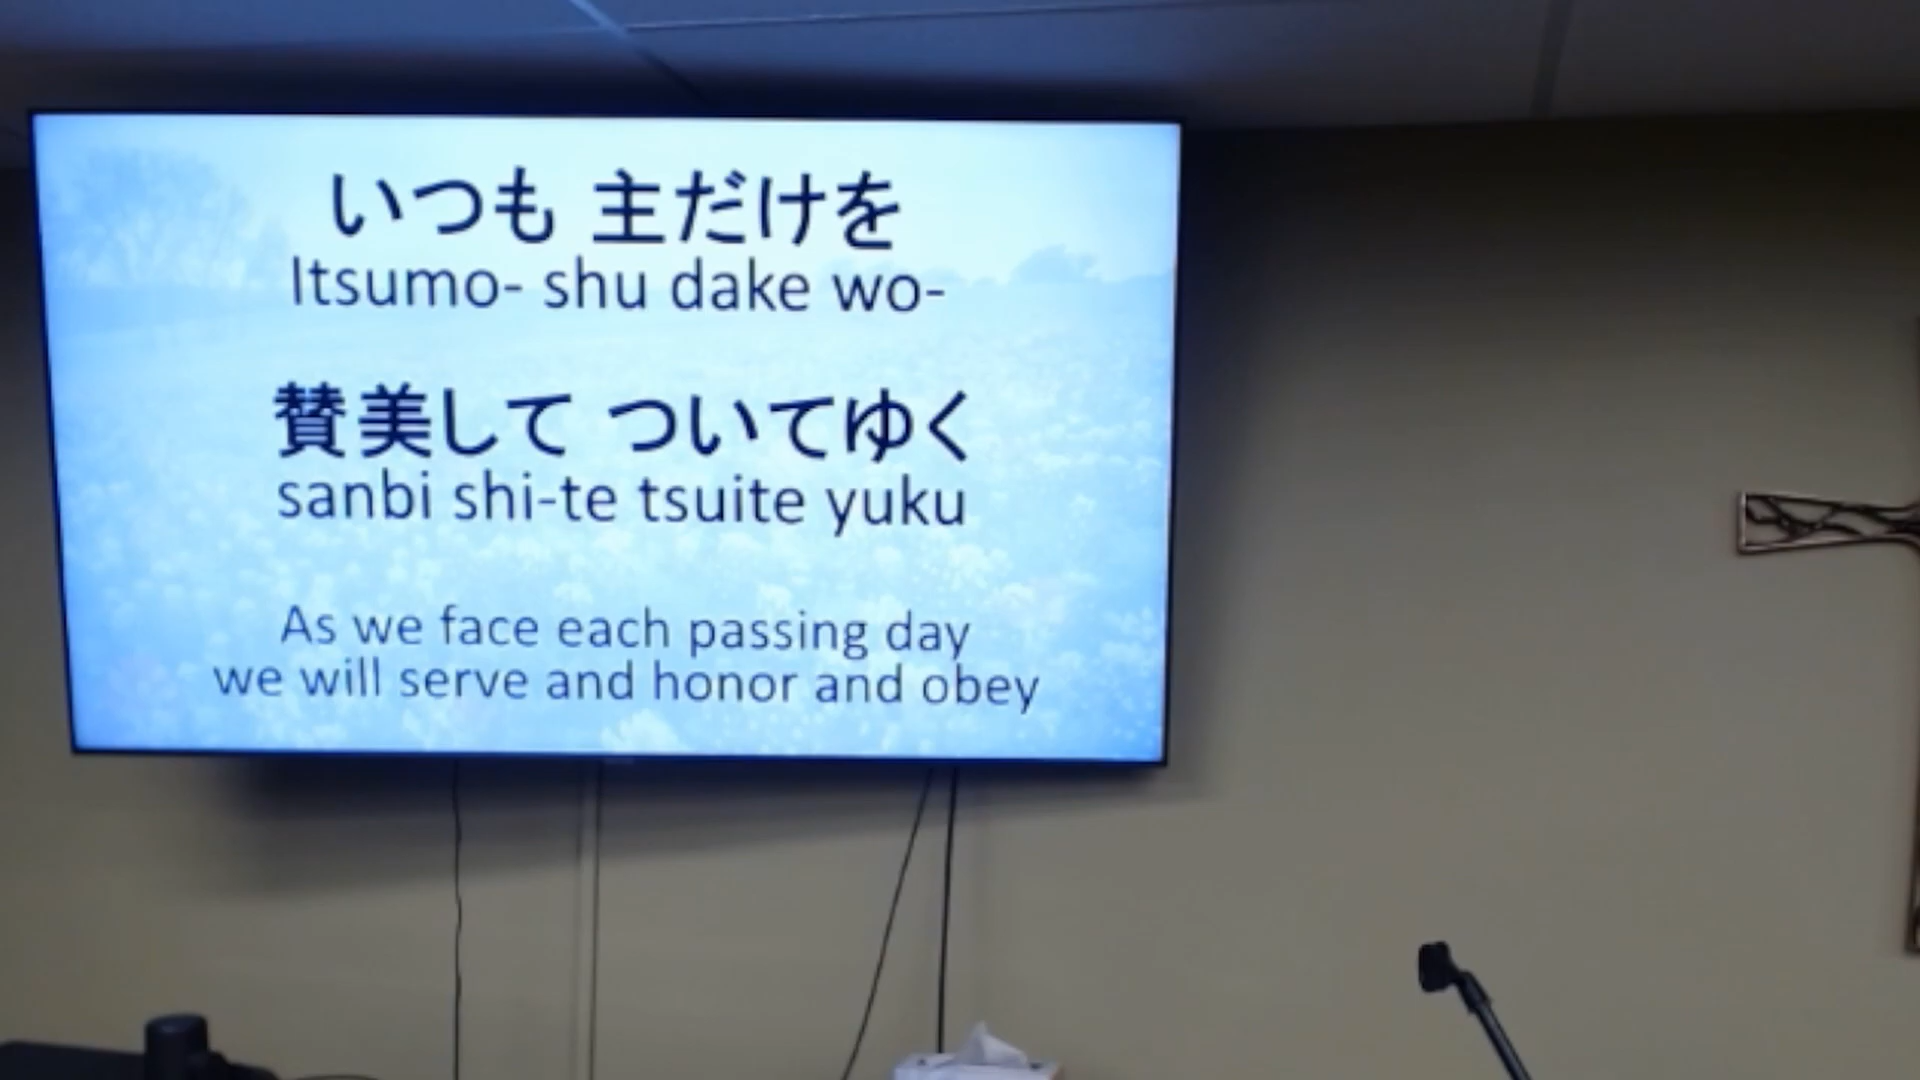 いつも 主だけを
Itsumo- shu dake wo-
賛美して ついてゆく
sanbi shi-te tsuite yuku
As we face each passing day
we will serve and honor and obey